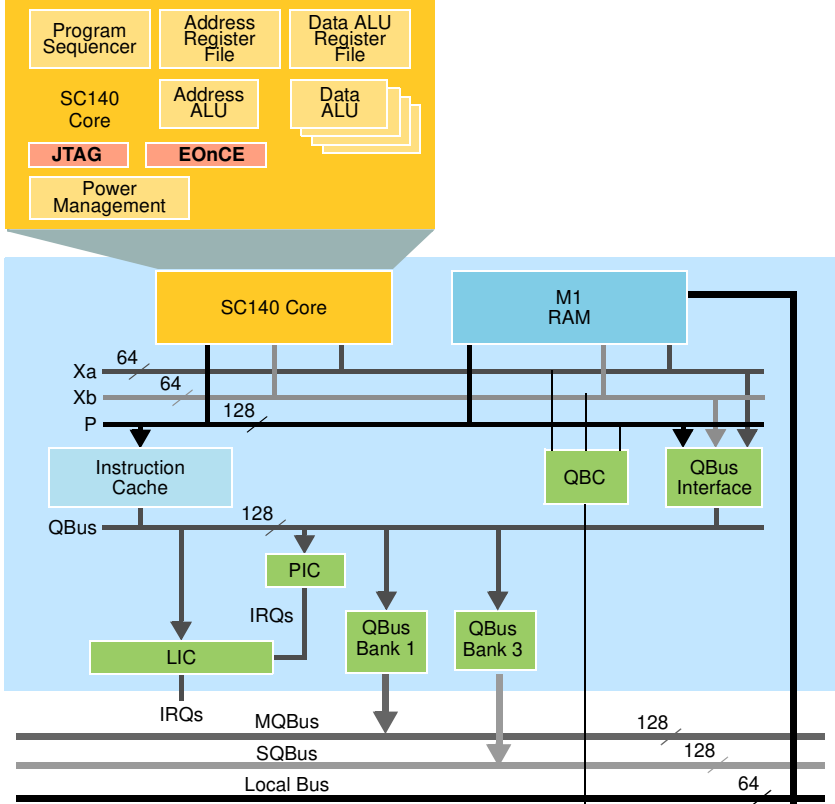 Program
Sequencer
Address
Register
File
Data ALU
Register
File
SC140
Core
Address
ALU
Data
ALU
JTAG
EOnCE
Power
Management
SC140 Core
M1
RAM
Xa
64
Xb
64
P
128
Instruction
Cache
QBC
QBus
Interface
QBus
128
PIC
IRQs
QBus
Bank 1
QBus
Bank 3
LIC
IRQs
MQBus
128
SQBus
128
Local Bus
64